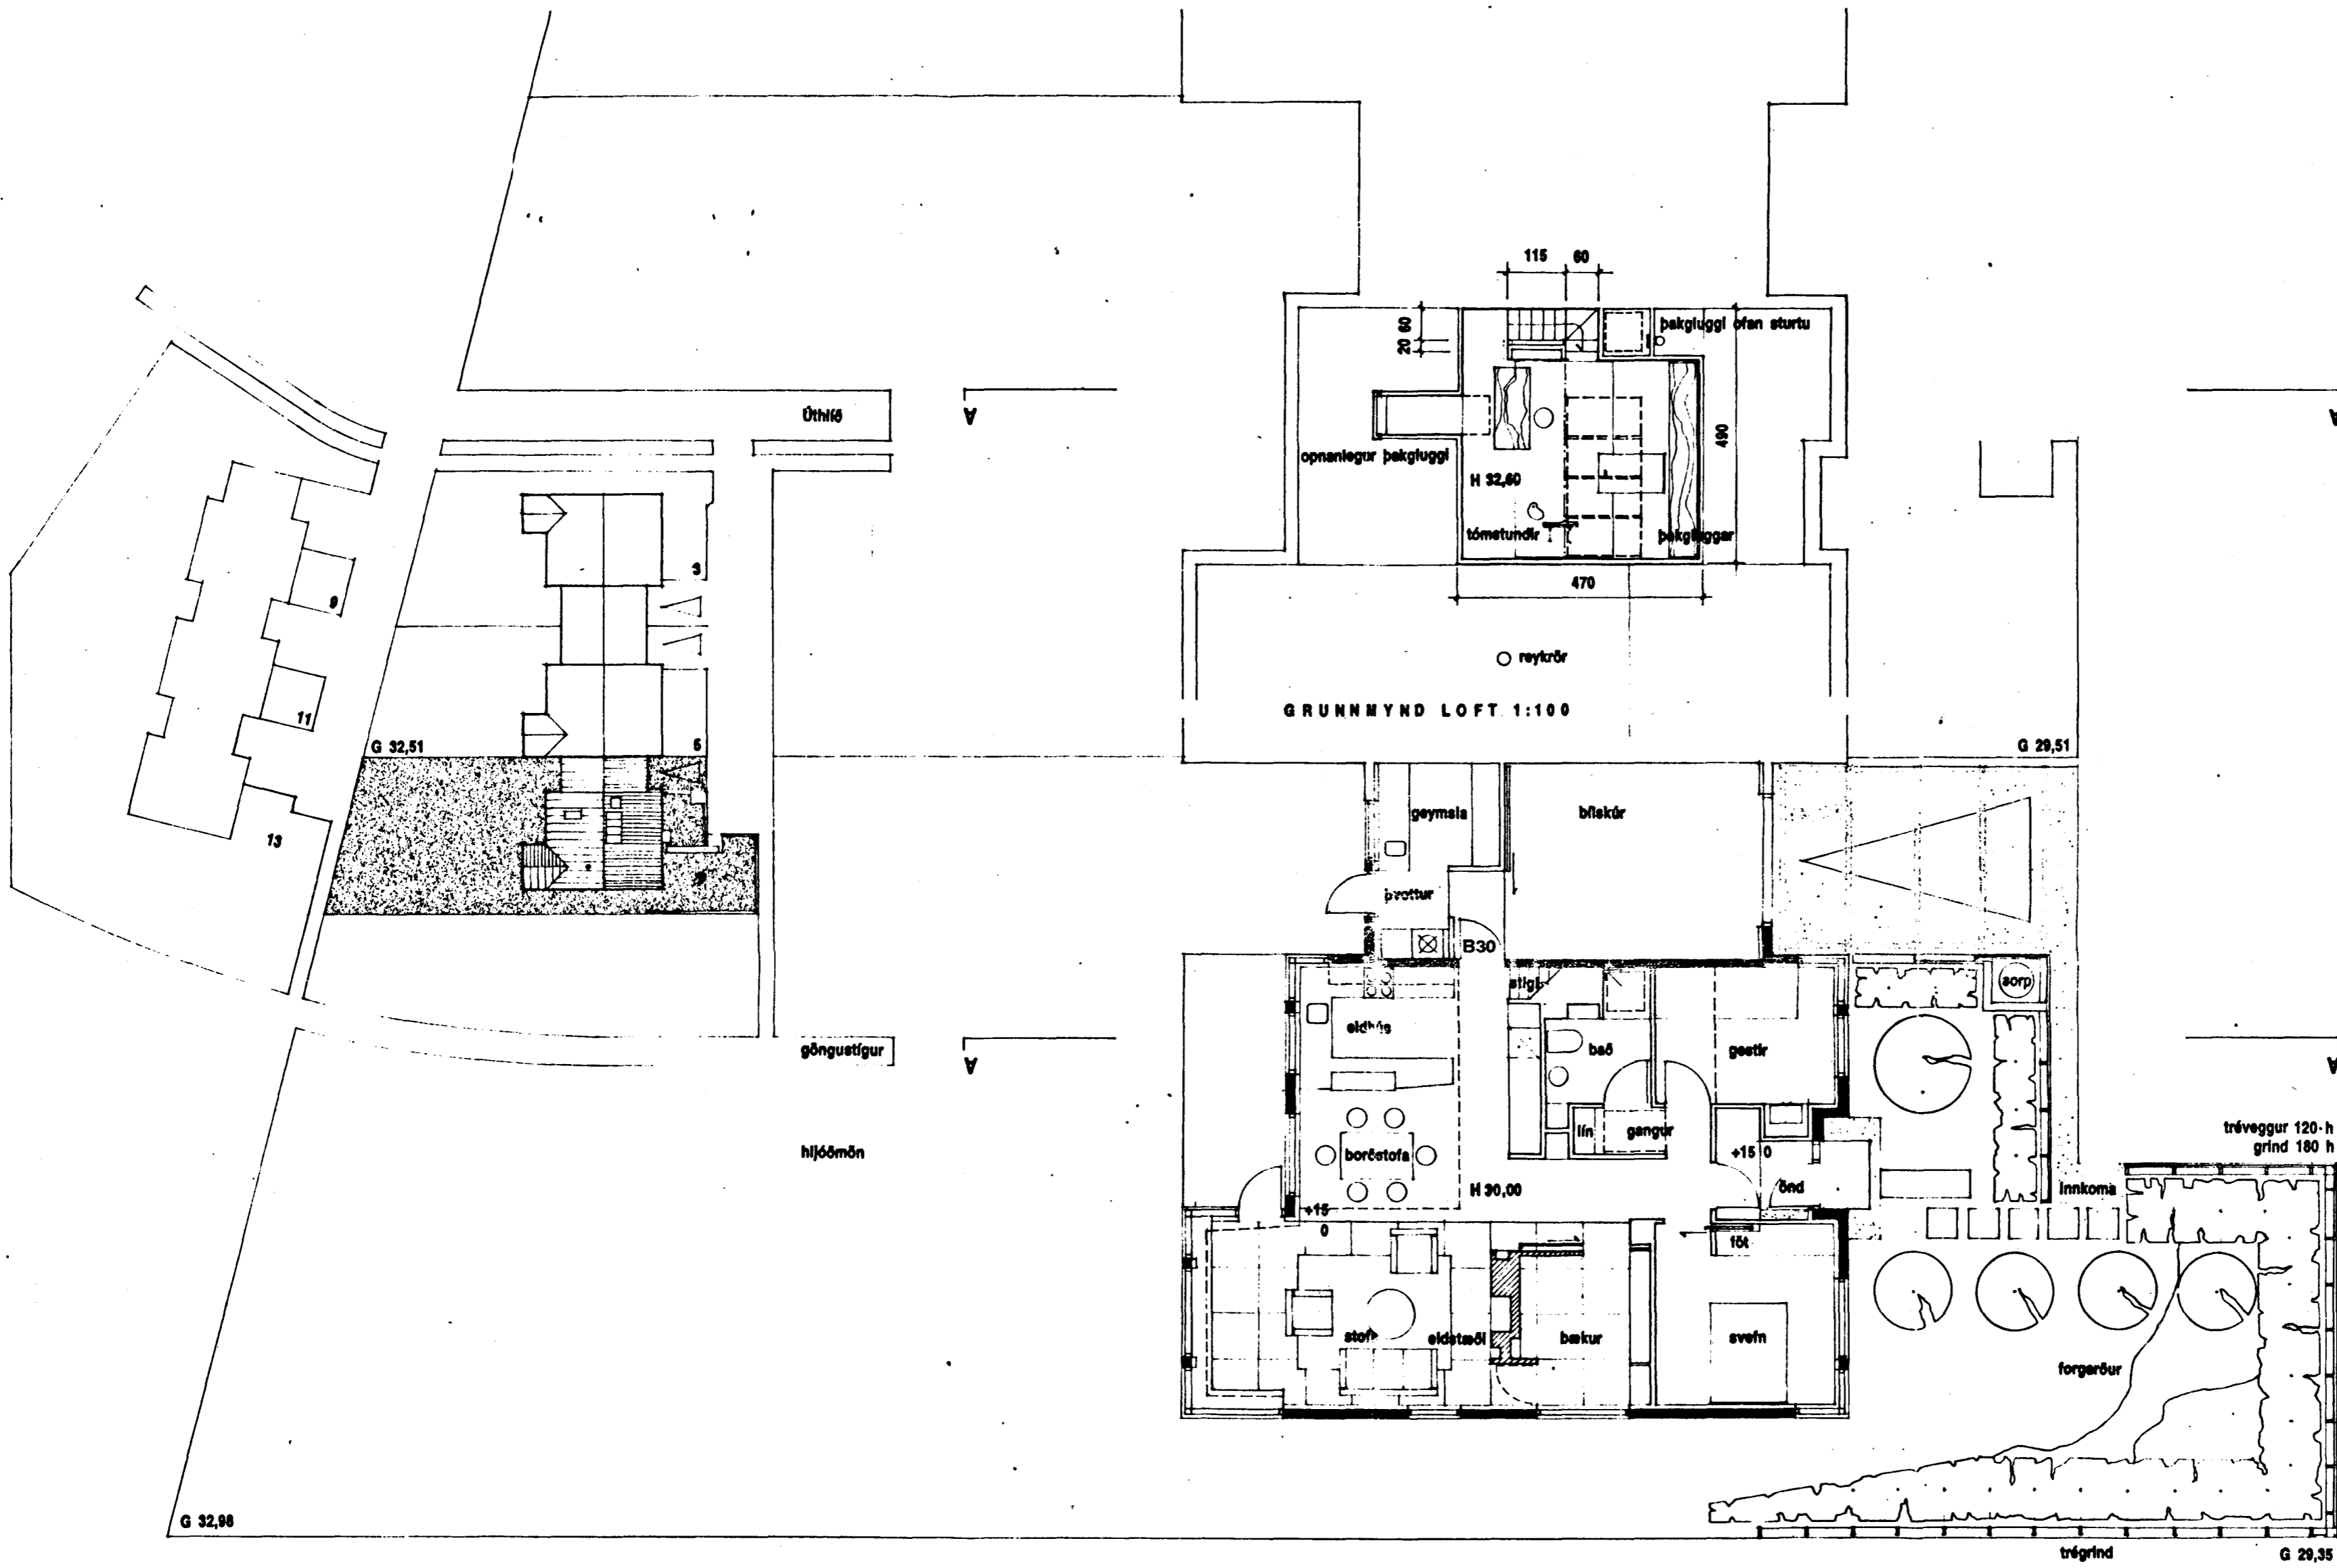 115 60
60
20
þakgluggi ofan sturtu
Úthlíð
A
A
opnanlegur þakgluggi
490
H 32,60
tómstundir
þakgluggar
470
3
9
reykrör
11
GRUNNMYND LOFT 1:100
G 32,51
5
G 29,51
geymsla
bílskúr
13
þvottur
B30
stigi
sorp
eldhús
göngustígur
bað
gestir
A
A
tréveggur 120 h
grind 180 h
hljóðmön
lín
gangur
borðstofa
+15 0
H 30,00
önd
innkoma
+15
0
föt
stofa
eldstæði
bækur
svefn
forgarður
G 32,98
trégrind
G 29,35